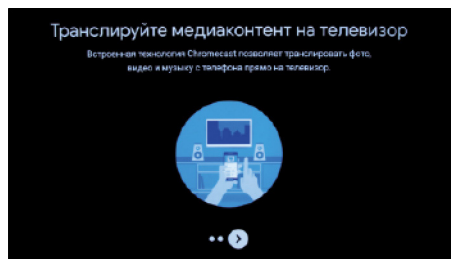 Транслируйте медиаконтент на телевизор
Встроенная технология Chromecast позволяет транслировать фото,
видео и музыку с телефона прямо на телевизор.